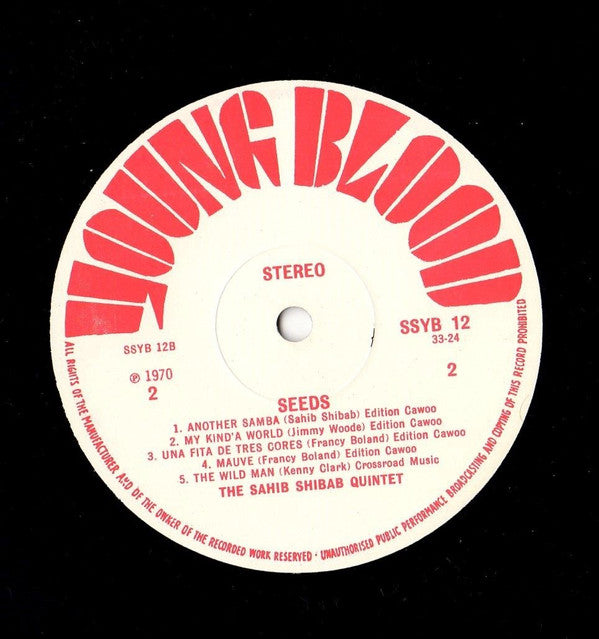 YOUNG BLOOD
STEREO
SSYB 12B
SSYB 12
33-24
℗ 1970
2
2
SEEDS
1. ANOTHER SAMBA (Sahib Shibab) Edition Cawoo
2. MY KIND'A WORLD (Jimmy Woode) Edition Cawoo
3. UNA FITA DE TRES CORES (Francy Boland) Edition Cawoo
4. MAUVE (Francy Boland) Edition Cawoo
5. THE WILD MAN (Kenny Clark) Crossroad Music
THE SAHIB SHIBAB QUINTET
ALL RIGHTS OF THE MANUFACTURER AND OF THE OWNER OF THE RECORDED WORK RESERVED · UNAUTHORISED PUBLIC PERFORMANCE BROADCASTING AND COPYING OF THIS RECORD PROHIBITED